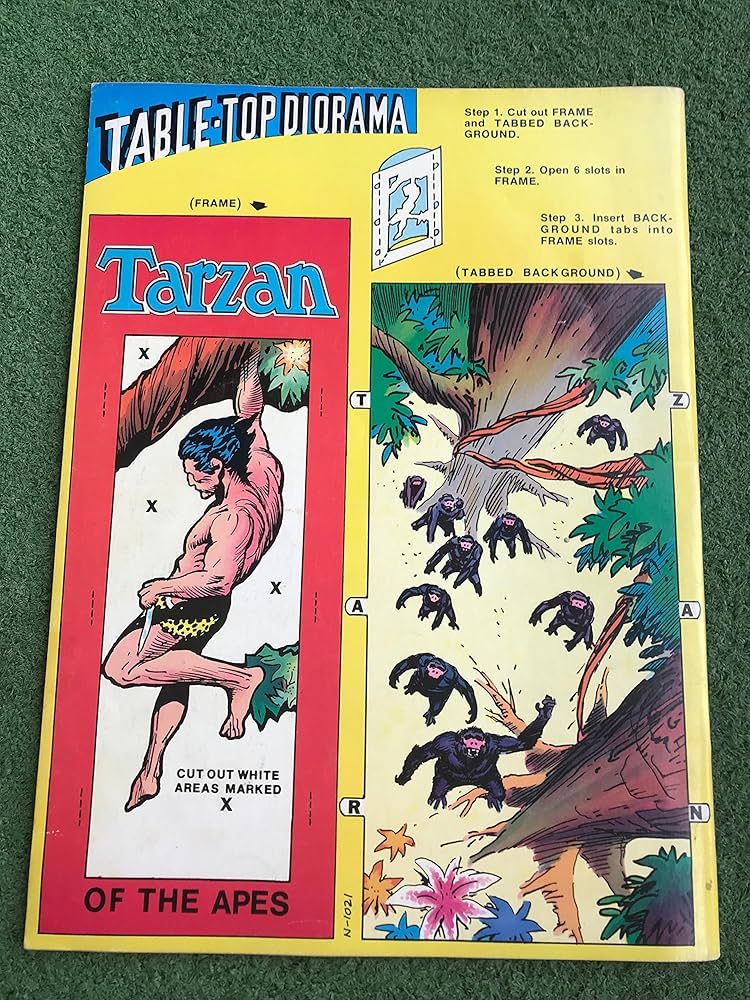 TABLE-TOP DIORAMA
Step 1. Cut out FRAME
and TABBED BACK-
GROUND.
Step 2. Open 6 slots in
FRAME.
Step 3. Insert BACK-
GROUND tabs into
FRAME slots.
(FRAME)
(TABBED BACKGROUND)
Tarzan
X
X
X
CUT OUT WHITE
AREAS MARKED
X
OF THE APES
N-1021
T
Z
A
A
R
N